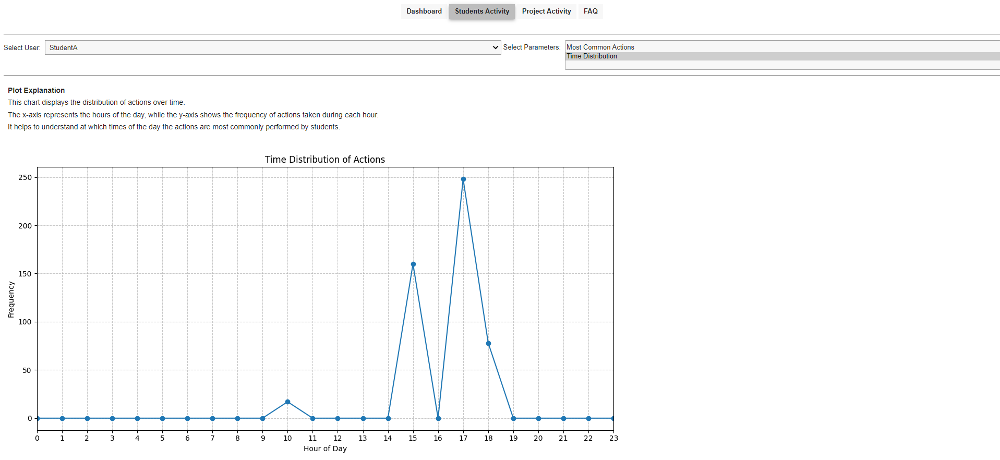 Dashboard Students Activity Project Activity FAQ
Select User: StudentA Select Parameters: Most Common Actions
Time Distribution
Plot Explanation
This chart displays the distribution of actions over time.
The x-axis represents the hours of the day, while the y-axis shows the frequency of actions taken during each hour.
It helps to understand at which times of the day the actions are most commonly performed by students.
Time Distribution of Actions
250
200
150
100
50
0
Frequency
0 1 2 3 4 5 6 7 8 9 10 11 12 13 14 15 16 17 18 19 20 21 22 23
Hour of Day